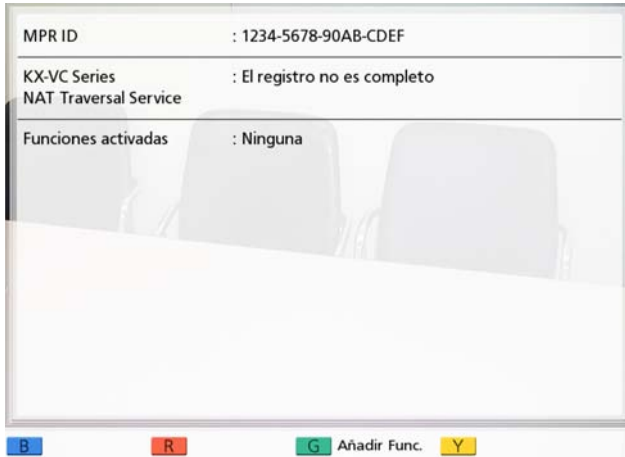 MPR ID : 1234-5678-90AB-CDEF
KX-VC Series : El registro no es completo
NAT Traversal Service
Funciones activadas : Ninguna
B R G Añadir Func. Y